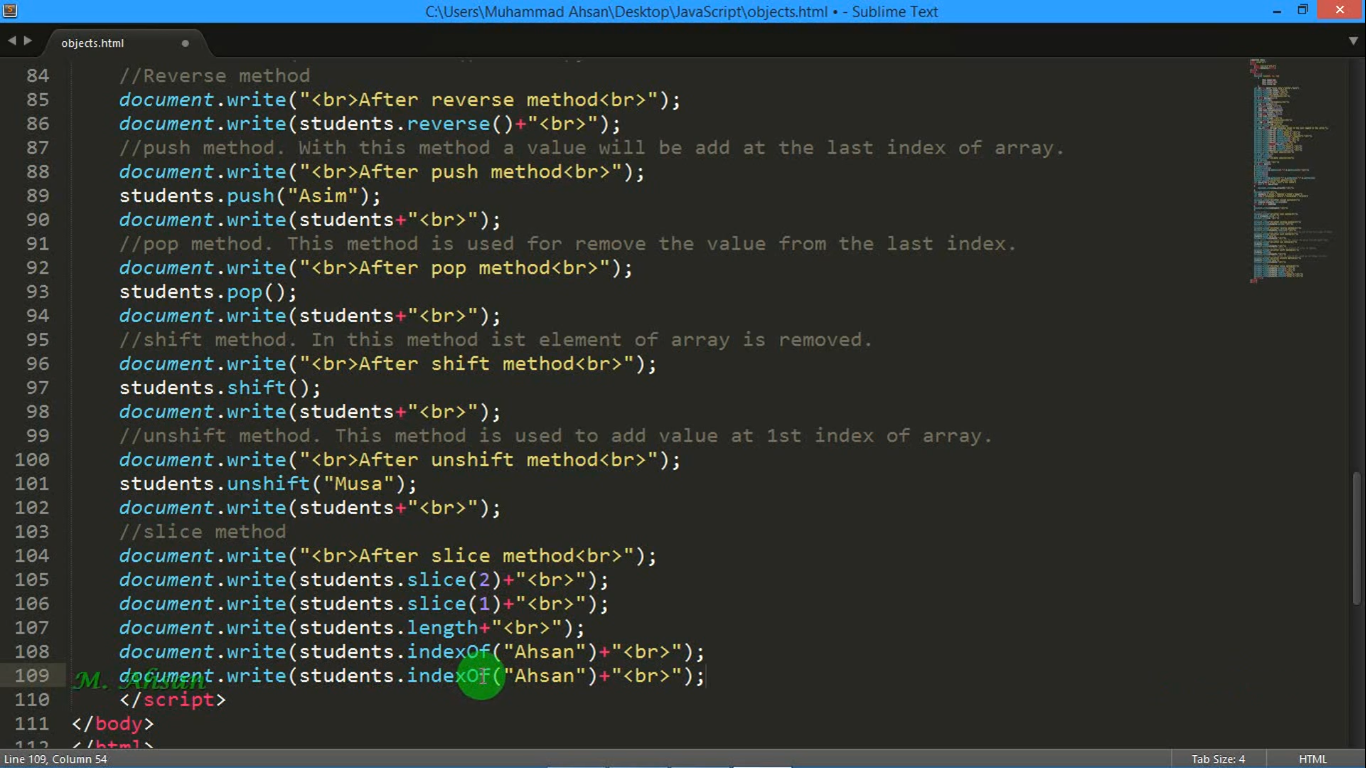 C:\Users\Muhammad Ahsan\Desktop\JavaScript\objects.html • - Sublime Text
objects.html
84 //Reverse method
85 document.write("<br>After reverse method<br>");
86 document.write(students.reverse()+"<br>");
87 //push method. With this method a value will be add at the last index of array.
88 document.write("<br>After push method<br>");
89 students.push("Asim");
90 document.write(students+"<br>");
91 //pop method. This method is used for remove the value from the last index.
92 document.write("<br>After pop method<br>");
93 students.pop();
94 document.write(students+"<br>");
95 //shift method. In this method ist element of array is removed.
96 document.write("<br>After shift method<br>");
97 students.shift();
98 document.write(students+"<br>");
99 //unshift method. This method is used to add value at 1st index of array.
100 document.write("<br>After unshift method<br>");
101 students.unshift("Musa");
102 document.write(students+"<br>");
103 //slice method
104 document.write("<br>After slice method<br>");
105 document.write(students.slice(2)+"<br>");
106 document.write(students.slice(1)+"<br>");
107 document.write(students.length+"<br>");
108 document.write(students.indexOf("Ahsan")+"<br>");
109 document.write(students.indexOf("Ahsan")+"<br>");
M. Ahsan
110 </script>
111 </body>
112 </html>
Line 109, Column 54
Tab Size: 4
HTML